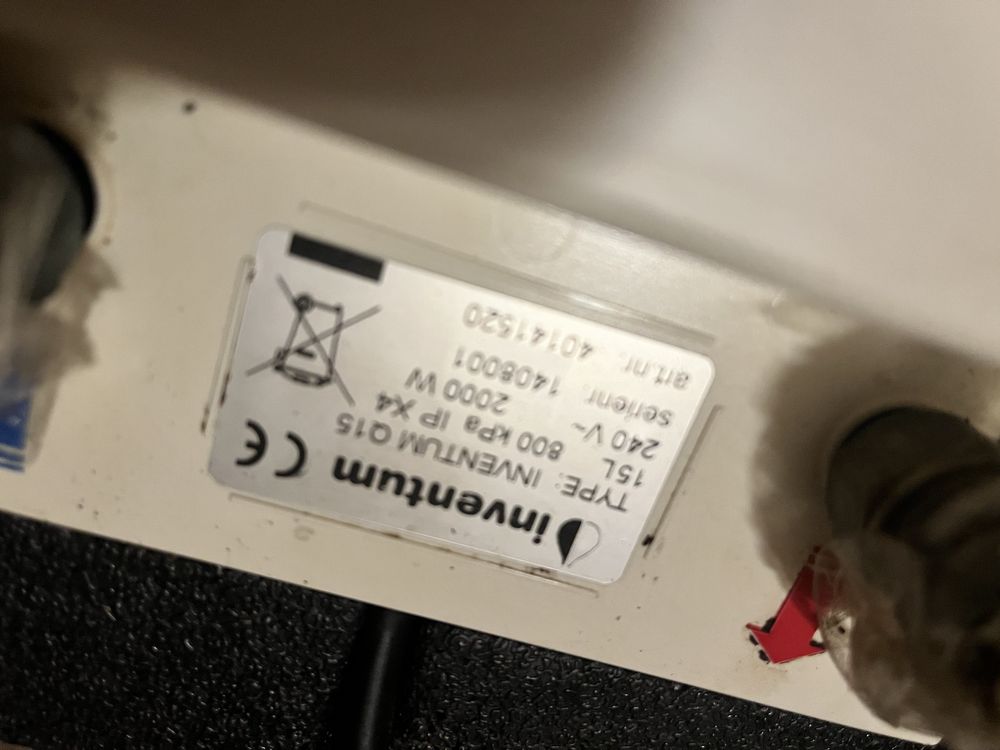 inventum CE
TYPE: INVENTUM Q15
15L 800 kPa IP X4
240 V~ 2000 W
serienr. 1408001
art.nr. 40141520